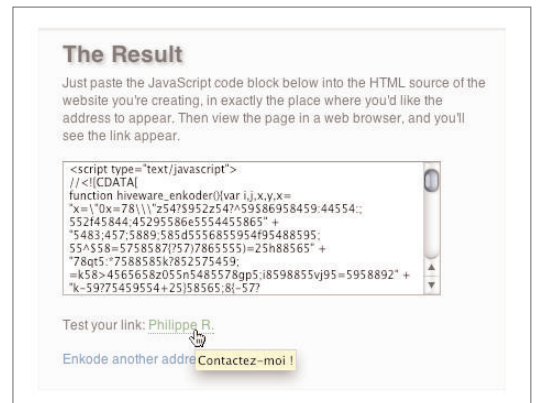 The Result
Just paste the JavaScript code block below into the HTML source of the
website you're creating, in exactly the place where you'd like the
address to appear. Then view the page in a web browser, and you'll
see the link appear.
<script type="text/javascript">
//<![CDATA[
function hiveware_enkoder(){var i,j,x,y,x=
"x=\"0x=78\\\"z54?$952z54?^59$86958459:44554:;
552f45844;45295586e5554455865" +
"5483;457;5889;585d5556855954f95488595;
55^$58=5758587{?57)7865555)=25h88565" +
"78qt5:*7588585k?852575459;
=k58>4565658z055n5485578gp5;i8598855vj95=5958892" +
"k-59?75459554+25}58565;8{-57?
Test your link: Philippe R.
Enkode another addre
Contactez-moi !